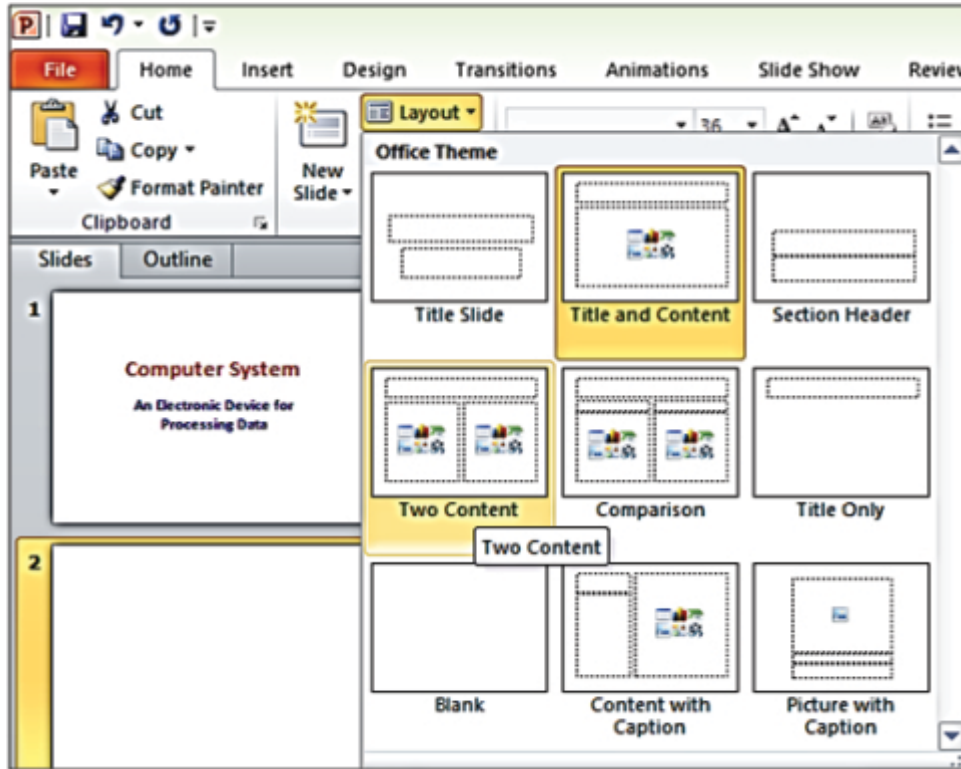 File Home Insert Design Transitions Animations Slide Show Review
Cut
Copy
Format Painter
Paste
Clipboard
New
Slide
Layout
36
Office Theme
Title Slide Title and Content Section Header
Two Content Comparison Title Only
Two Content
Blank Content with Caption Picture with Caption
Slides Outline
1
Computer System
An Electronic Device for
Processing Data
2